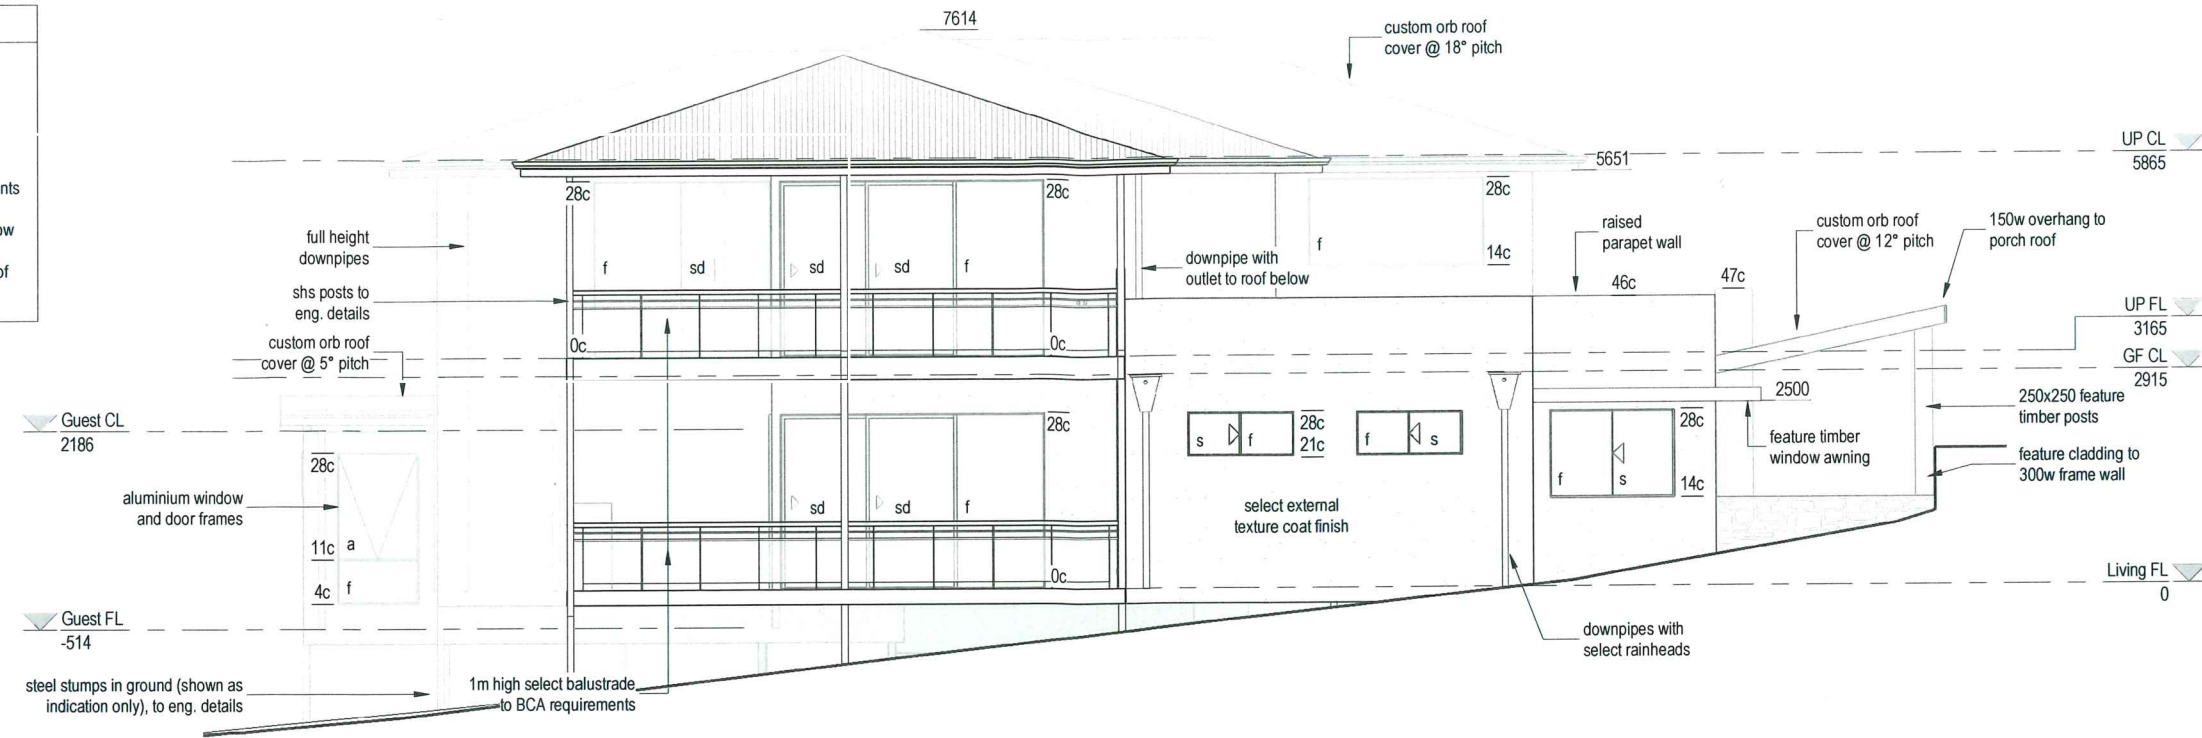 7614
custom orb roof
cover @ 18° pitch
UP CL
5865
5651
nts
ow
of
28c
28c
28c
full height
downpipes
f
sd
sd
sd
f
downpipe with
outlet to roof below
f
14c
raised
parapet wall
custom orb roof
cover @ 12° pitch
150w overhang to
porch roof
46c
47c
shs posts to
eng. details
UP FL
3165
custom orb roof
cover @ 5° pitch
0c
0c
GF CL
2915
2500
250x250 feature
timber posts
Guest CL
2186
28c
28c
21c
s
f
f
s
28c
feature timber
window awning
feature cladding to
300w frame wall
28c
aluminium window
and door frames
sd
sd
f
select external
texture coat finish
f
s
14c
11c
a
4c
f
0c
Living FL
0
Guest FL
-514
downpipes with
select rainheads
steel stumps in ground (shown as
indication only), to eng. details
1m high select balustrade
to BCA requirements